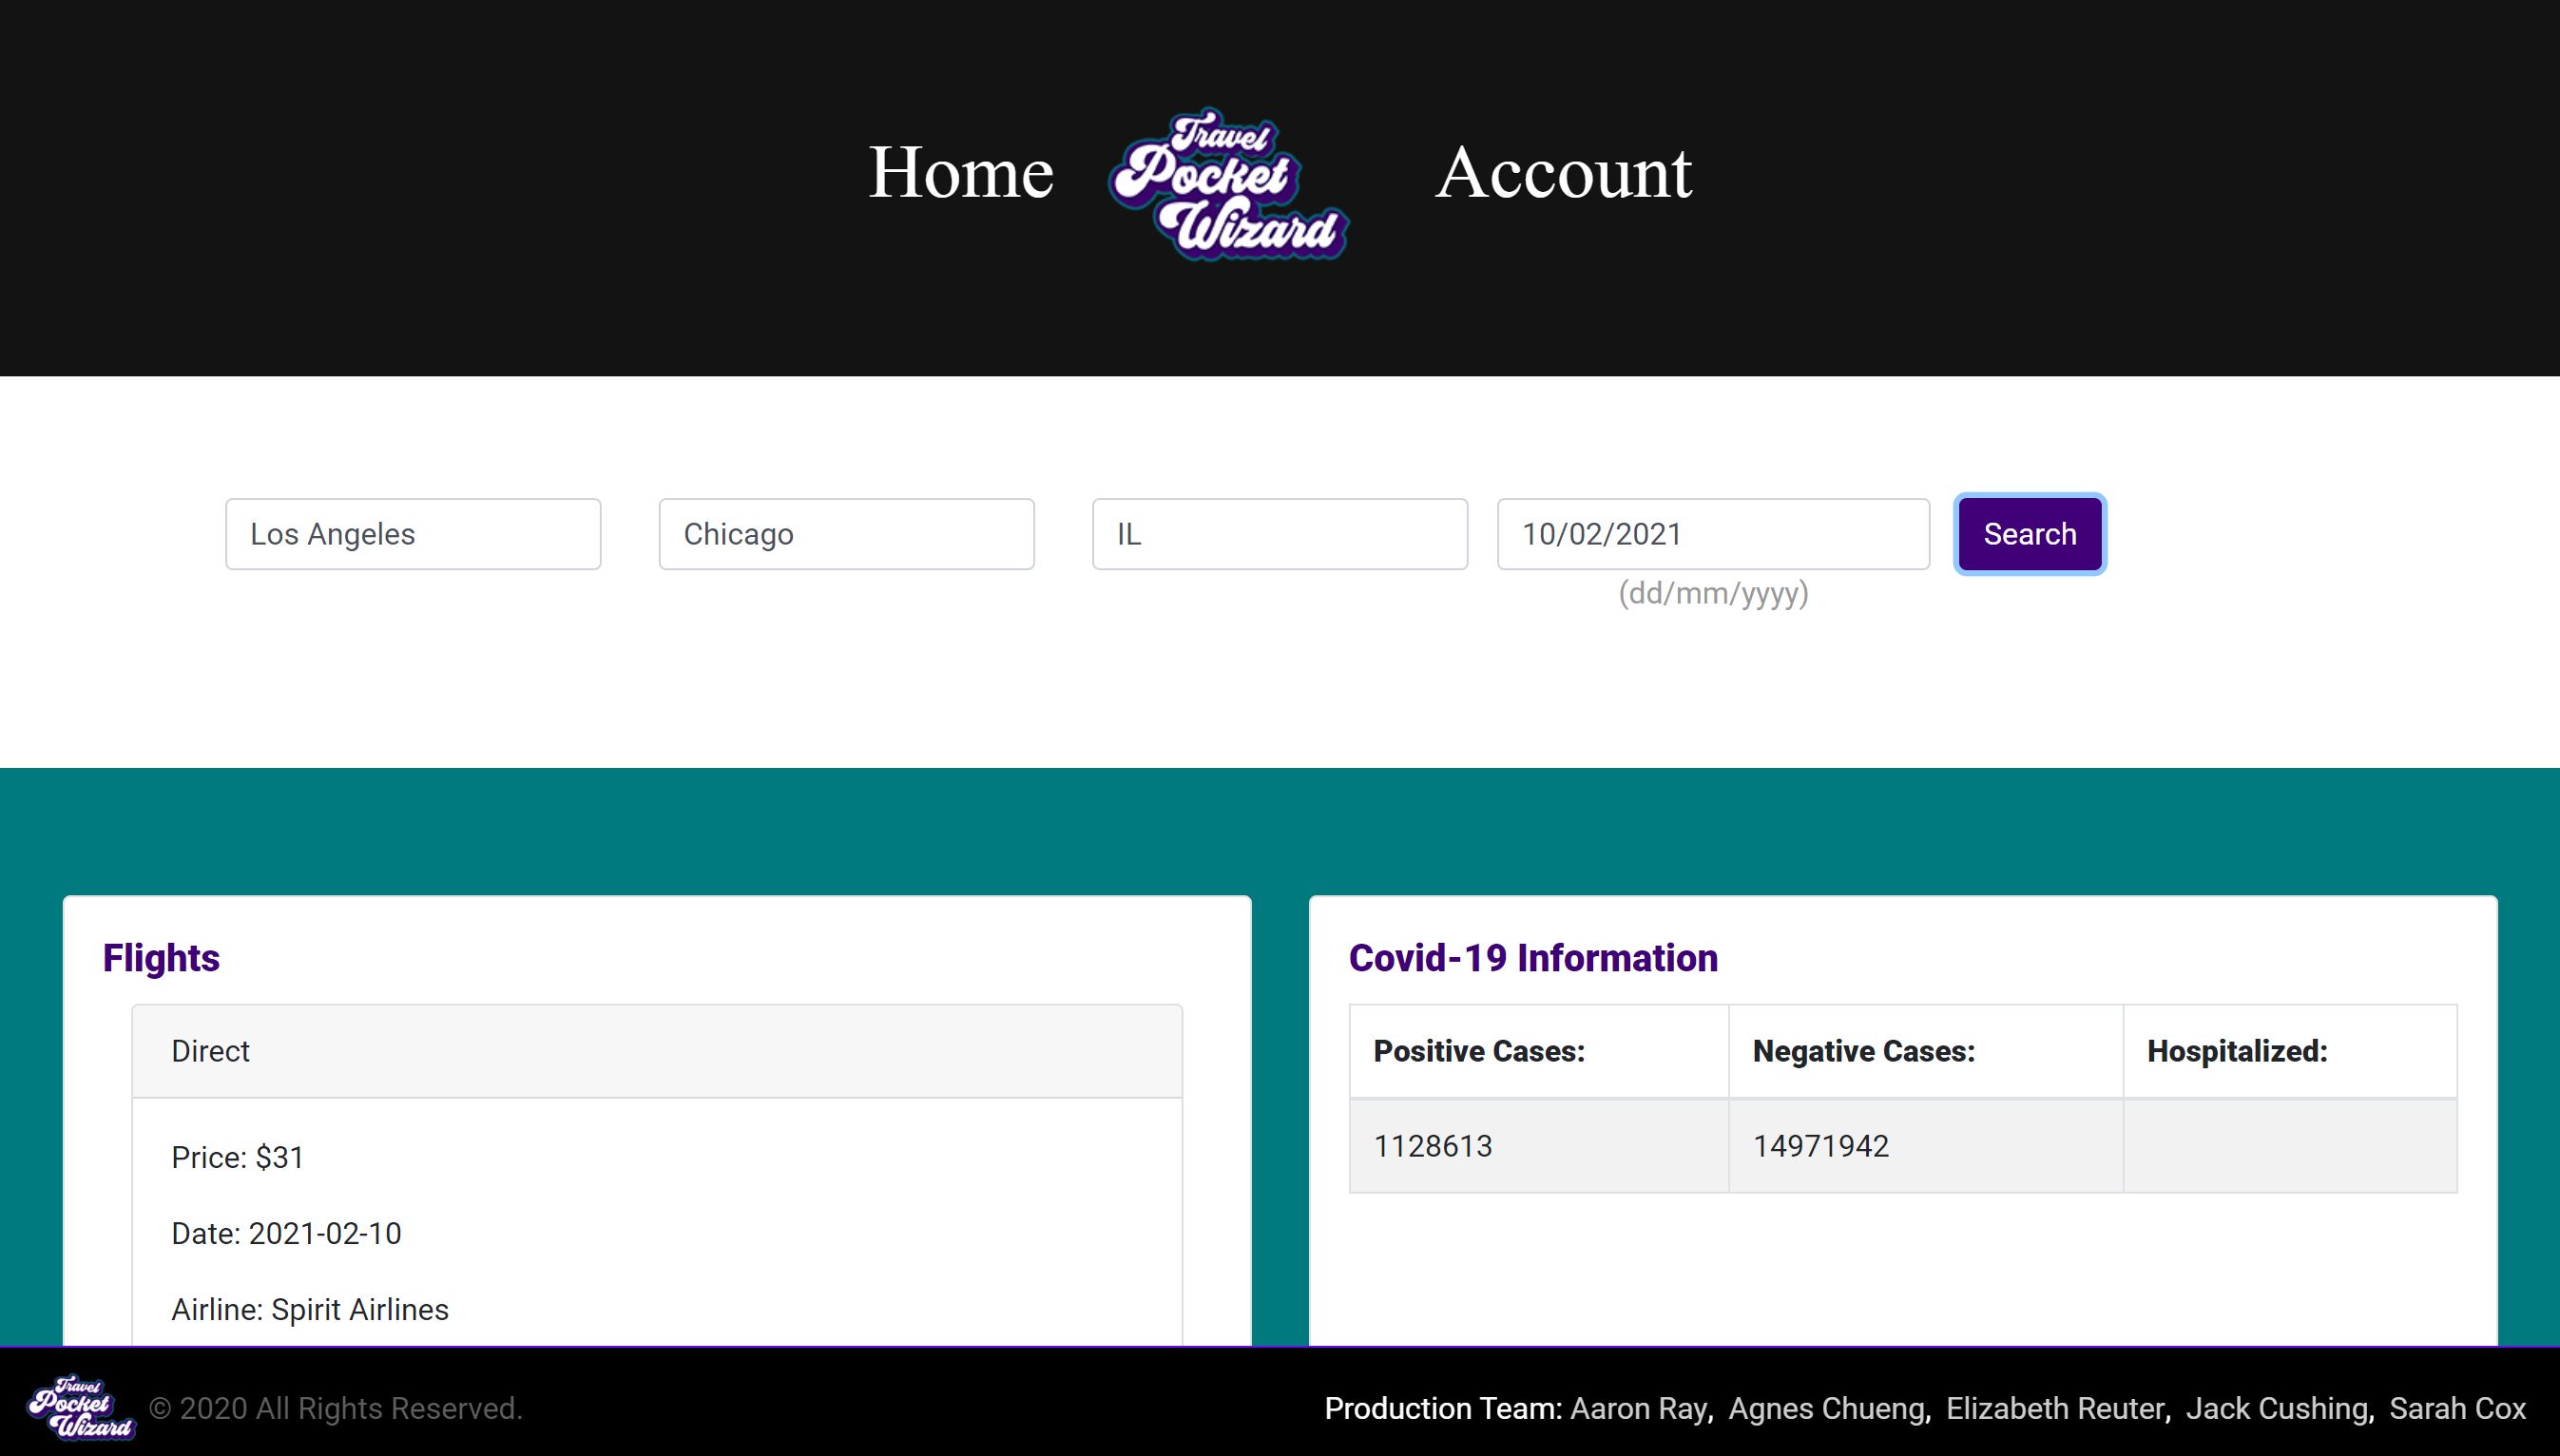 Home
Travel
Pocket
Wizard
Account
Los Angeles
Chicago
IL
10/02/2021
Search
(dd/mm/yyyy)
Flights
Direct
Price: $31
Date: 2021-02-10
Airline: Spirit Airlines
Covid-19 Information
Positive Cases: Negative Cases: Hospitalized:
1128613 14971942
Travel
Pocket
Wizard
© 2020 All Rights Reserved.
Production Team: Aaron Ray, Agnes Chueng, Elizabeth Reuter, Jack Cushing, Sarah Cox